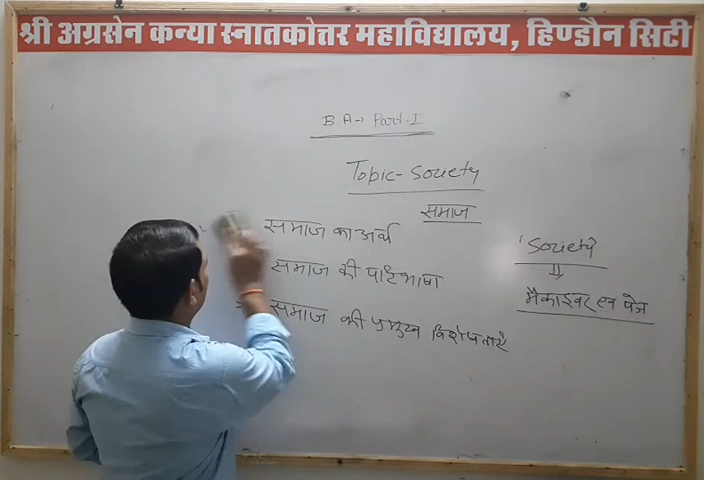 श्री अग्रसेन कन्या स्नातकोत्तर महाविद्यालय, हिण्डौन सिटी
B A→ Part-I
Topic-Society
समाज
समाज का अर्थ
समाज की परिभाषा
समाज की प्रमुख विशेषताएँ
'Society'
मैकाइवर एव पेज